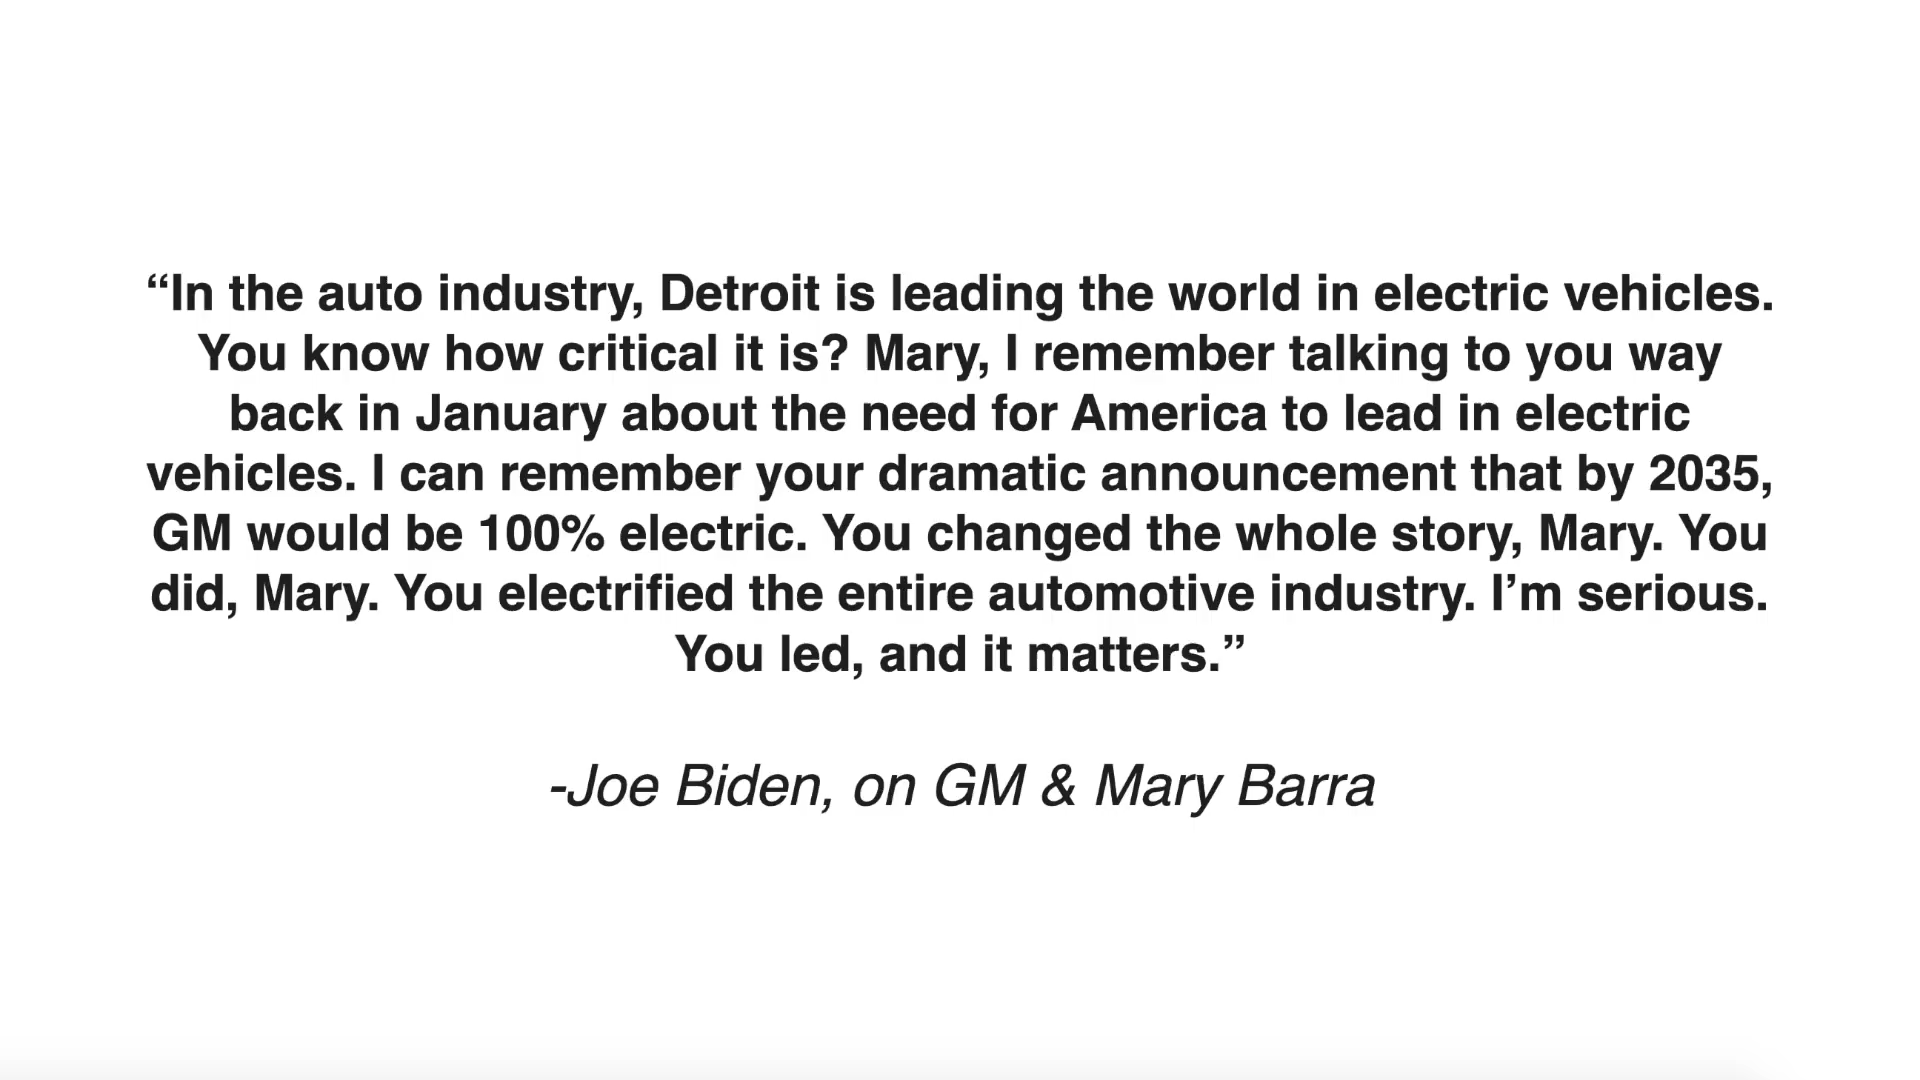 “In the auto industry, Detroit is leading the world in electric vehicles.
You know how critical it is? Mary, I remember talking to you way
back in January about the need for America to lead in electric
vehicles. I can remember your dramatic announcement that by 2035,
GM would be 100% electric. You changed the whole story, Mary. You
did, Mary. You electrified the entire automotive industry. I’m serious.
You led, and it matters.”
-Joe Biden, on GM & Mary Barra